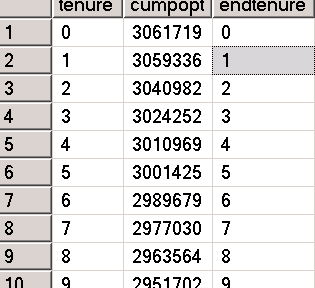 tenure cumpopt endtenure
1 0 3061719 0
2 1 3059336 1
3 2 3040982 2
4 3 3024252 3
5 4 3010969 4
6 5 3001425 5
7 6 2989679 6
8 7 2977030 7
9 8 2963564 8
10 9 2951702 9